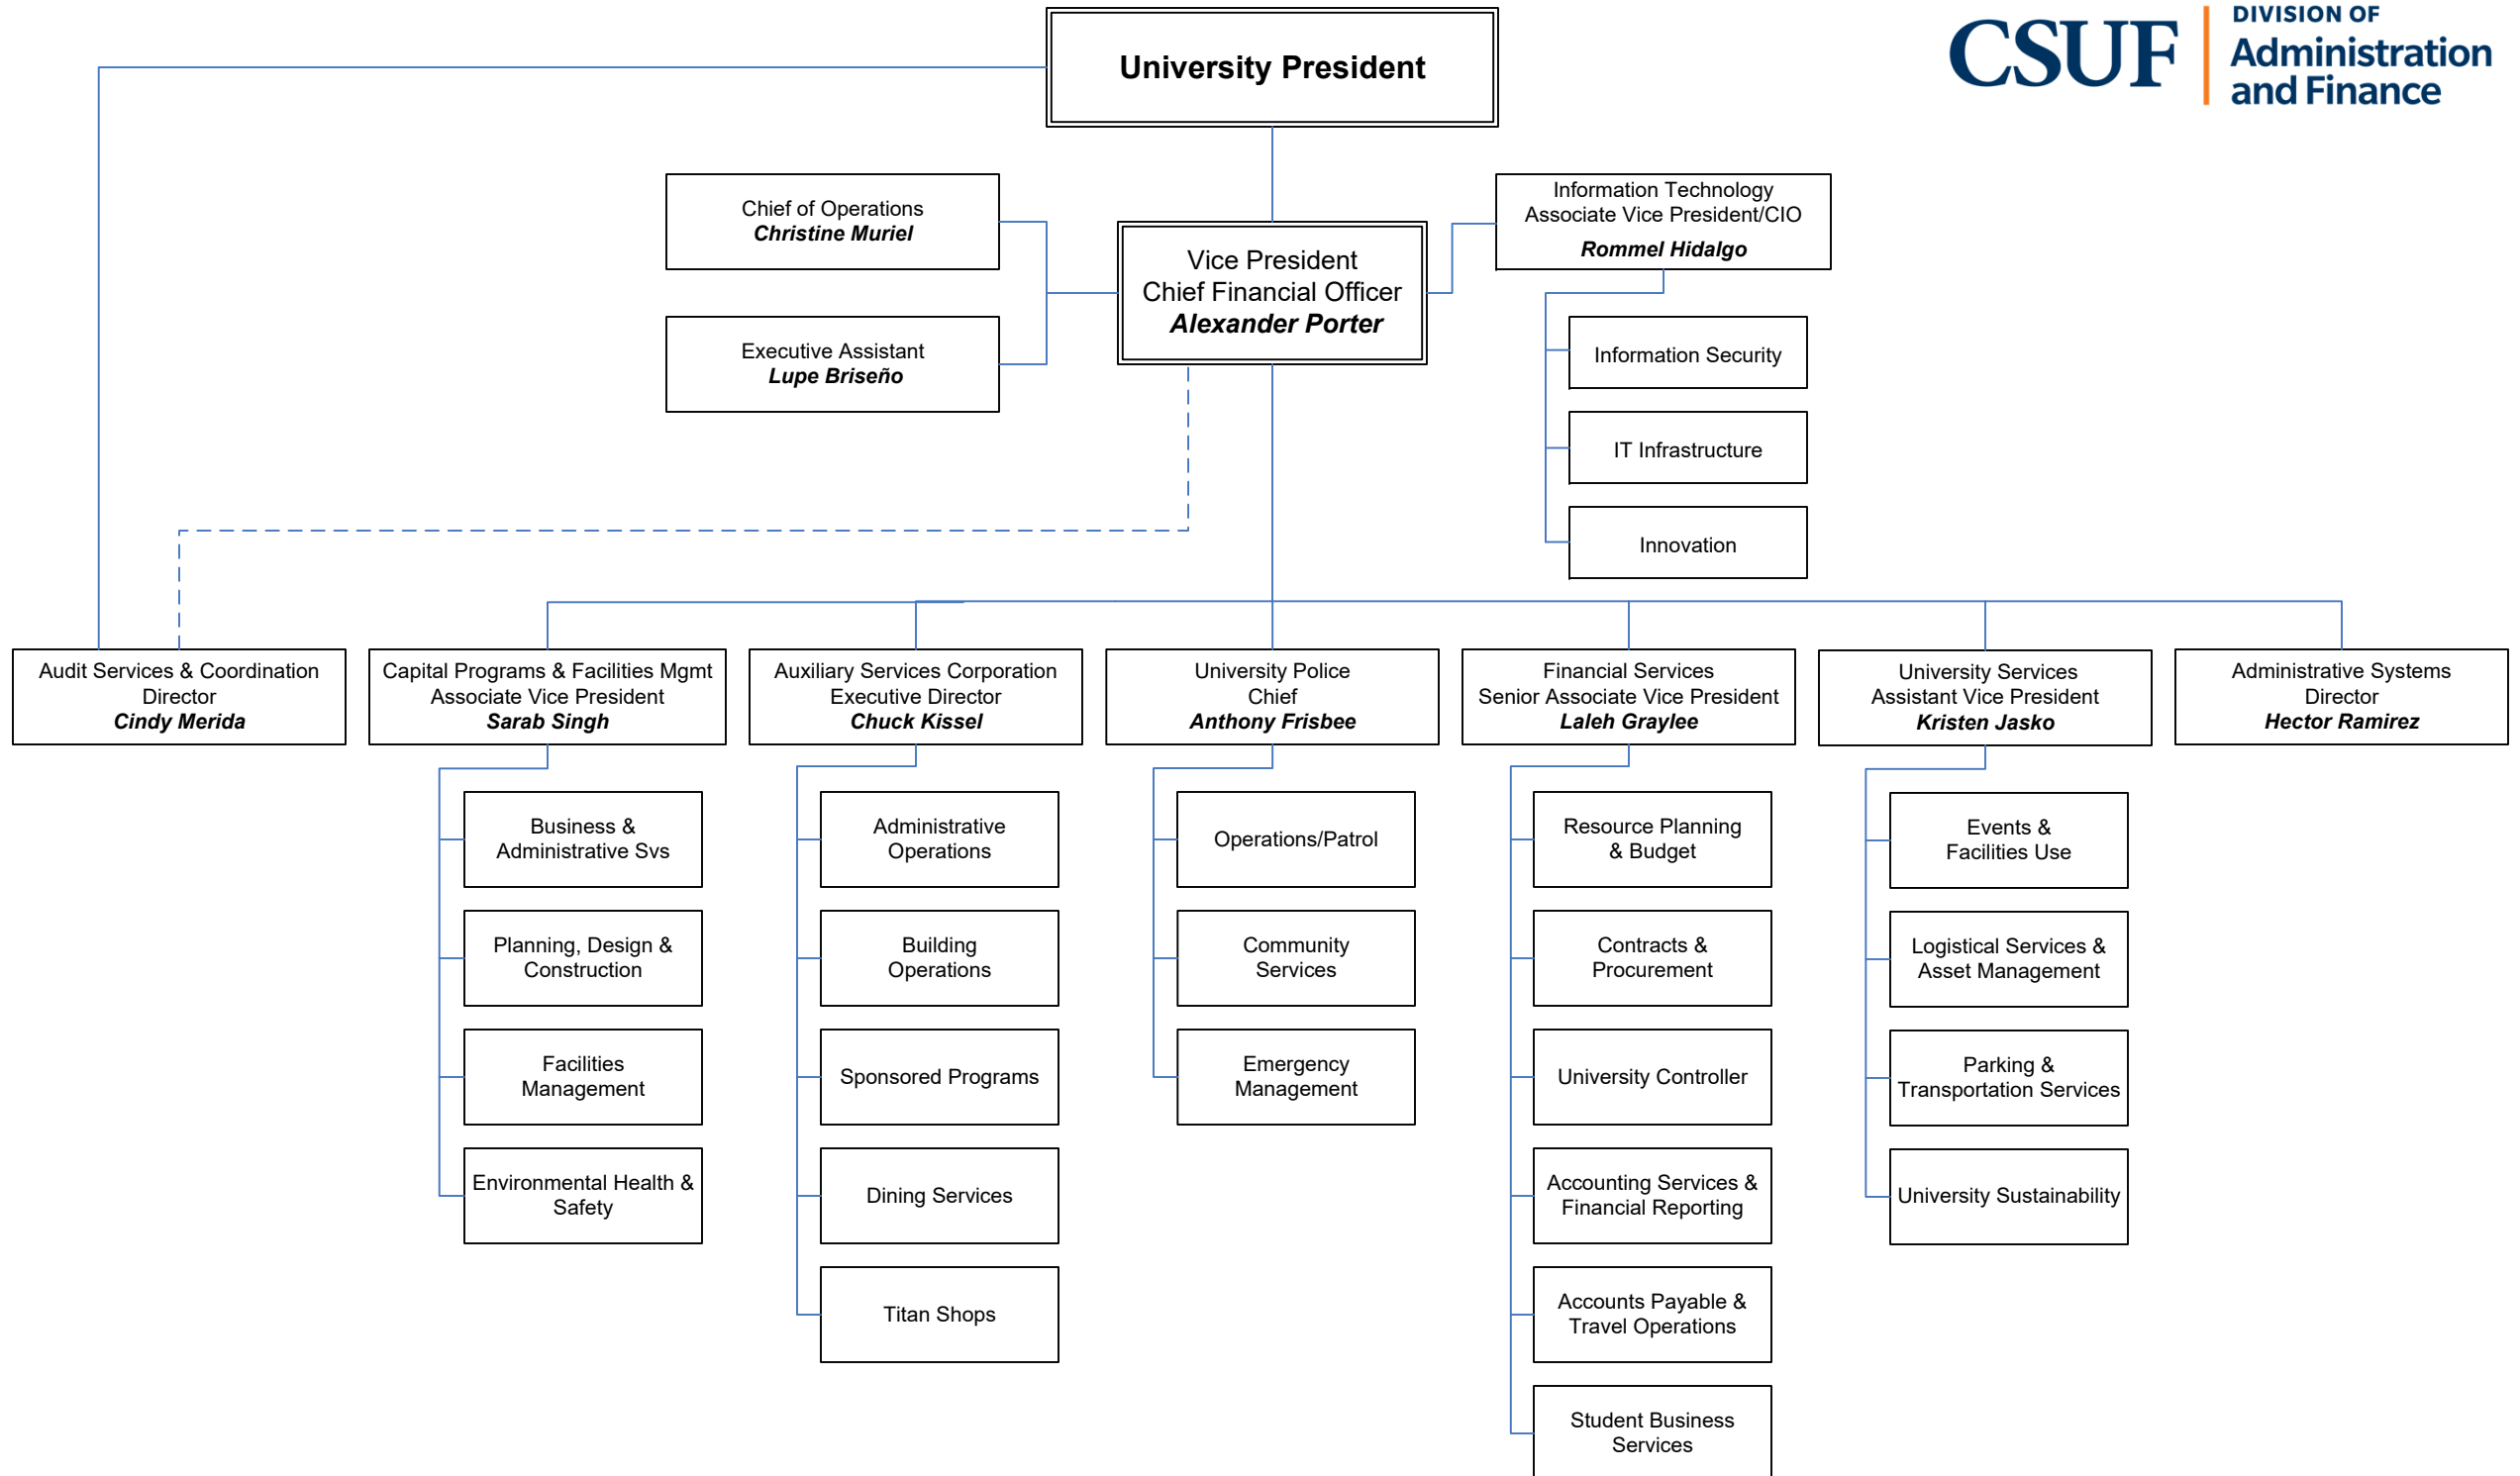 CSUF
DIVISION OF
Administration
and Finance
University President
Chief of Operations
Christine Muriel
Executive Assistant
Lupe Briseño
Vice President
Chief Financial Officer
Alexander Porter
Information Technology
Associate Vice President/CIO
Rommel Hidalgo
Information Security
IT Infrastructure
Innovation
Audit Services & Coordination
Director
Cindy Merida
Capital Programs & Facilities Mgmt
Associate Vice President
Sarab Singh
Business &
Administrative Svs
Planning, Design &
Construction
Facilities
Management
Environmental Health &
Safety
Auxiliary Services Corporation
Executive Director
Chuck Kissel
Administrative
Operations
Building
Operations
Sponsored Programs
Dining Services
Titan Shops
University Police
Chief
Anthony Frisbee
Operations/Patrol
Community
Services
Emergency
Management
Financial Services
Senior Associate Vice President
Laleh Graylee
Resource Planning
& Budget
Contracts &
Procurement
University Controller
Accounting Services &
Financial Reporting
Accounts Payable &
Travel Operations
Student Business
Services
University Services
Assistant Vice President
Kristen Jasko
Events &
Facilities Use
Logistical Services &
Asset Management
Parking &
Transportation Services
University Sustainability
Administrative Systems
Director
Hector Ramirez